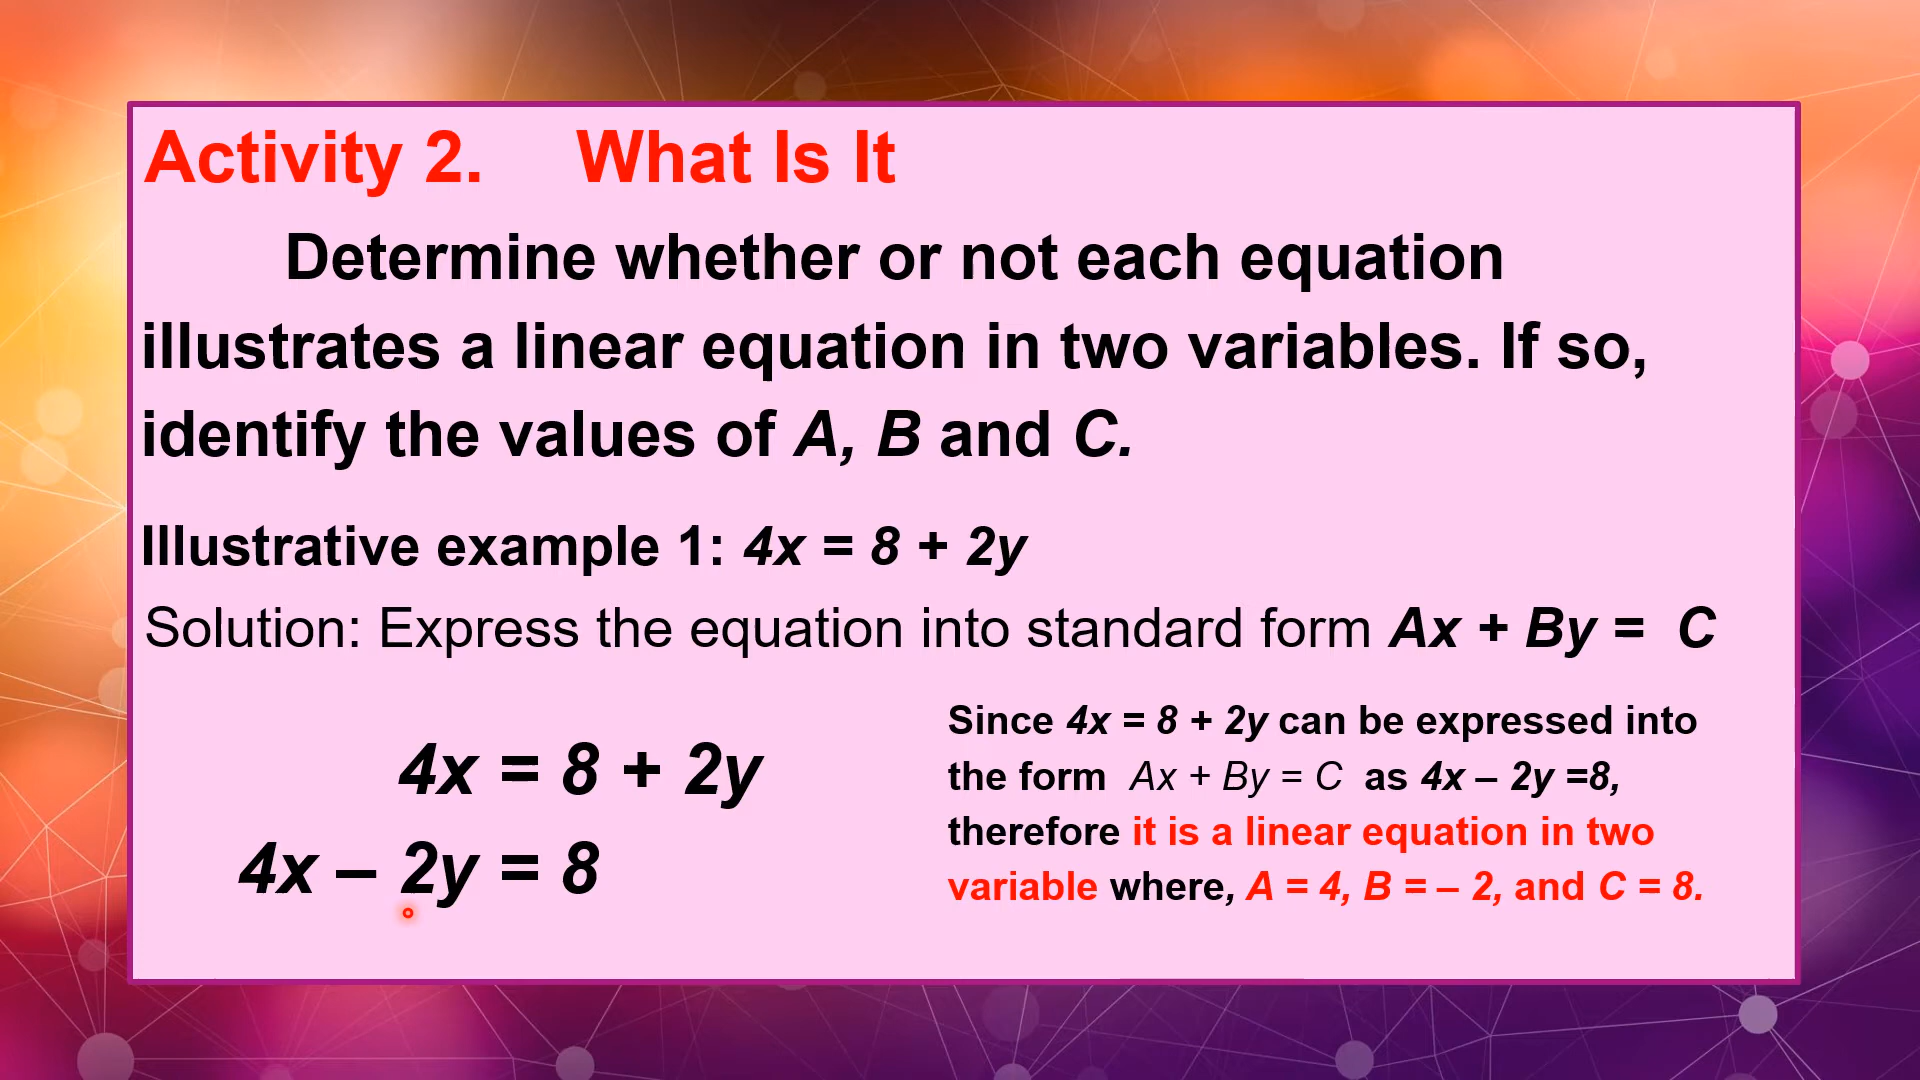 Activity 2. What Is It
Determine whether or not each equation
illustrates a linear equation in two variables. If so,
identify the values of A, B and C.
Illustrative example 1: 4x = 8 + 2y
Solution: Express the equation into standard form Ax + By = C
4x = 8 + 2y
4x – 2y = 8
Since 4x = 8 + 2y can be expressed into
the form Ax + By = C as 4x – 2y =8,
therefore it is a linear equation in two
variable where, A = 4, B = – 2, and C = 8.